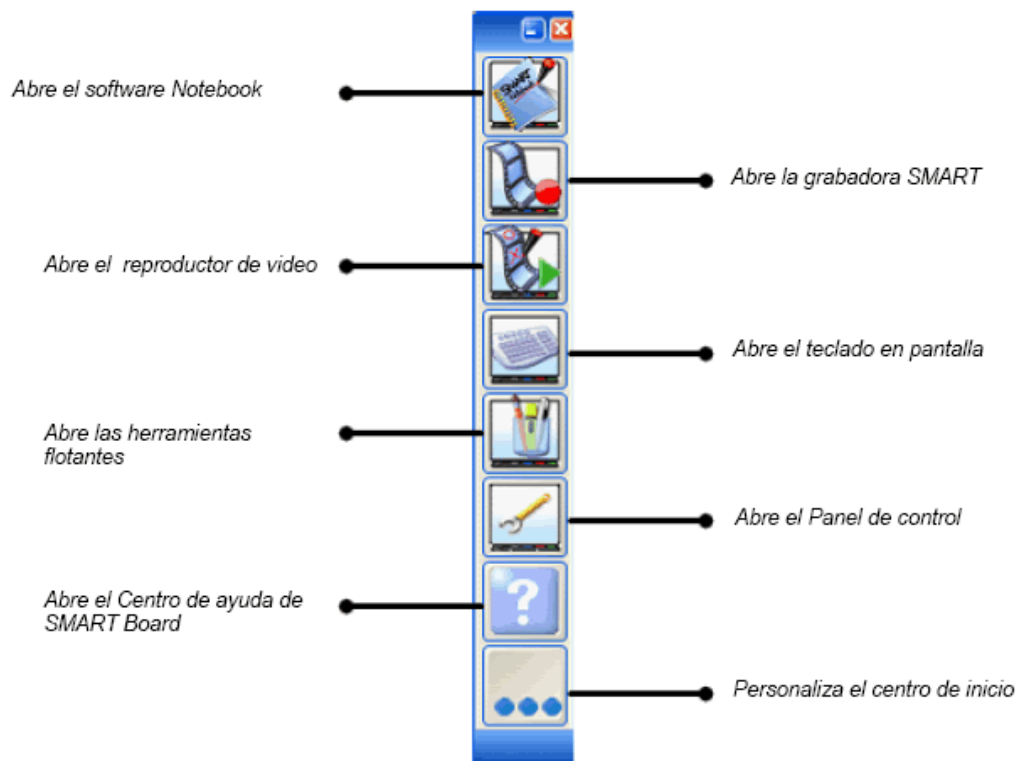 Abre el software Notebook
SMART
Abre la grabadora SMART
Abre el reproductor de video
Abre el teclado en pantalla
Abre las herramientas
flotantes
Abre el Panel de control
?
Abre el Centro de ayuda de
SMART Board
Personaliza el centro de inicio